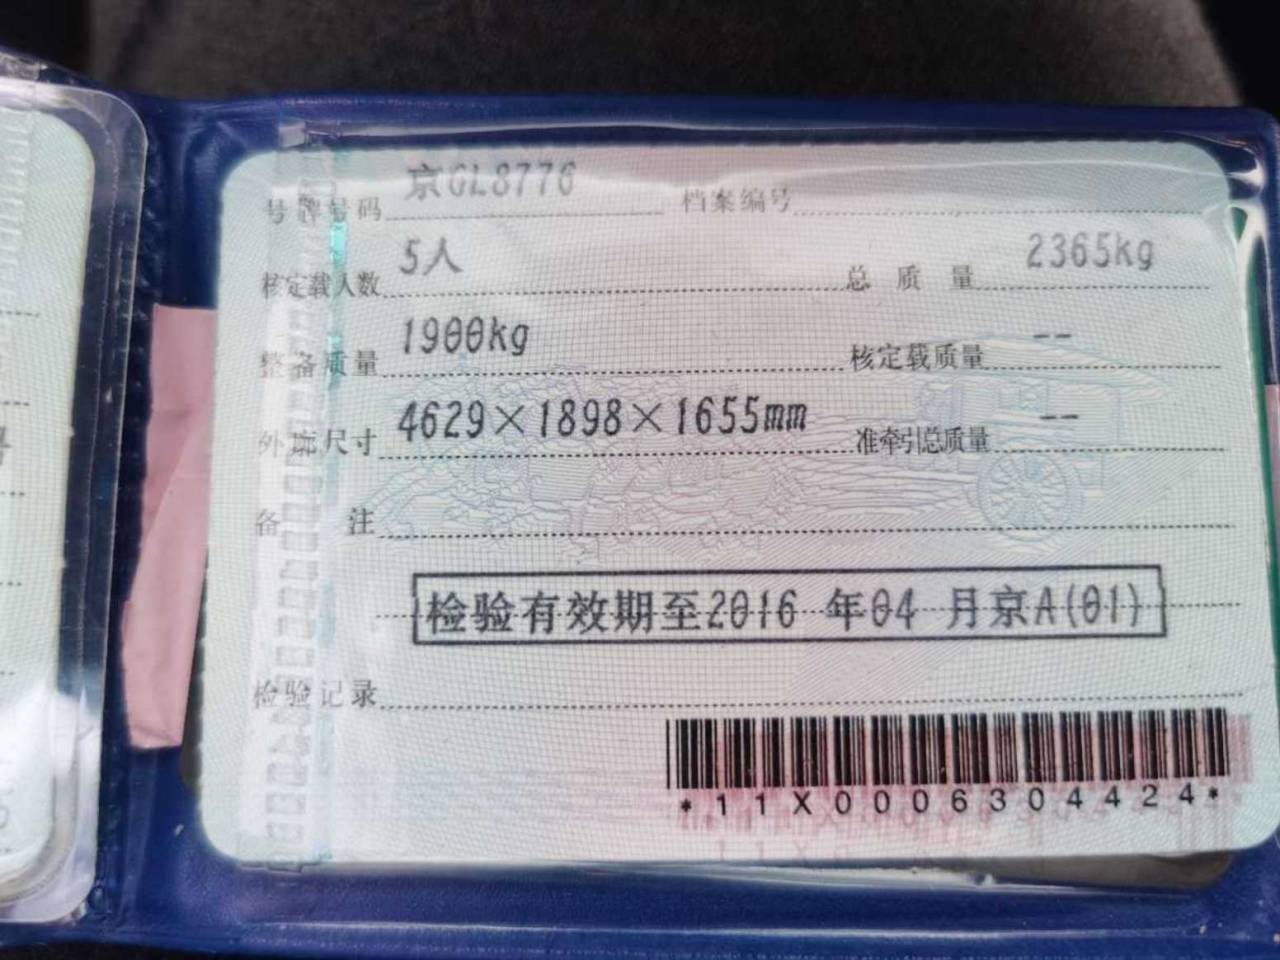 号牌号码 京GL8776 档案编号
核定载人数 5人 总质量 2365kg
整备质量 1900kg 核定载质量 --
外廓尺寸 4629×1898×1655mm 准牵引总质量 --
备注
检验有效期至2016 年04 月京A(01)
检验记录
*11X0006304424*